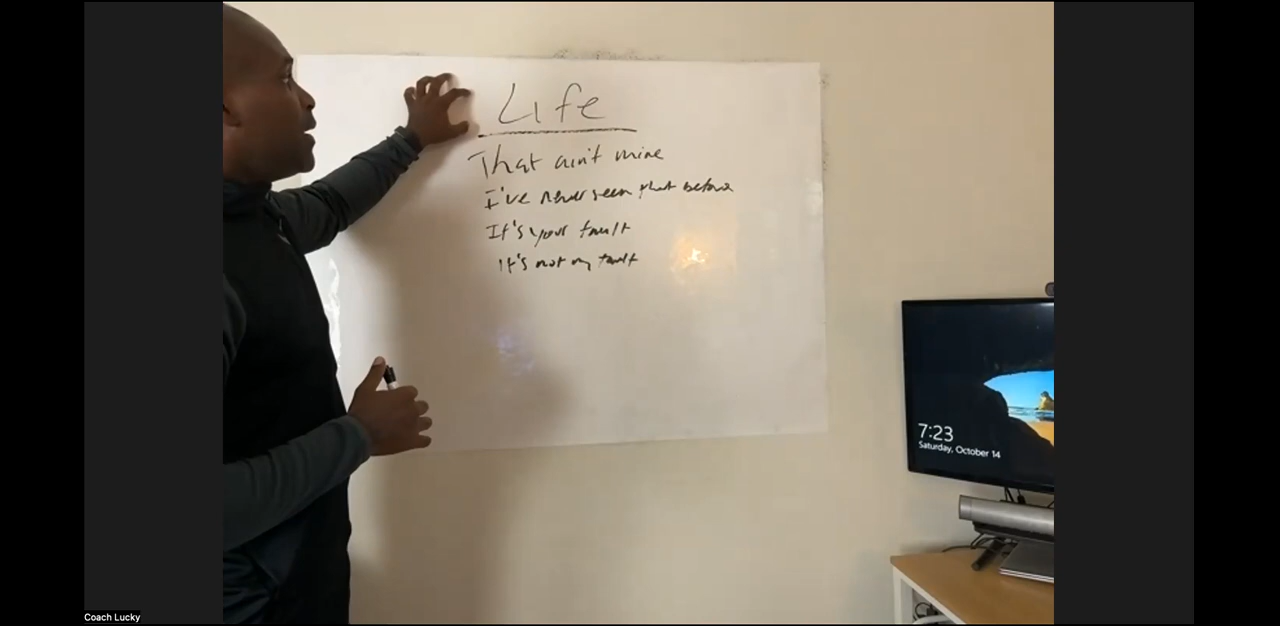 Life
That ain't mine
I've never seen that before
It's your fault
It's not my fault
7:23
Saturday, October 14
Coach Lucky